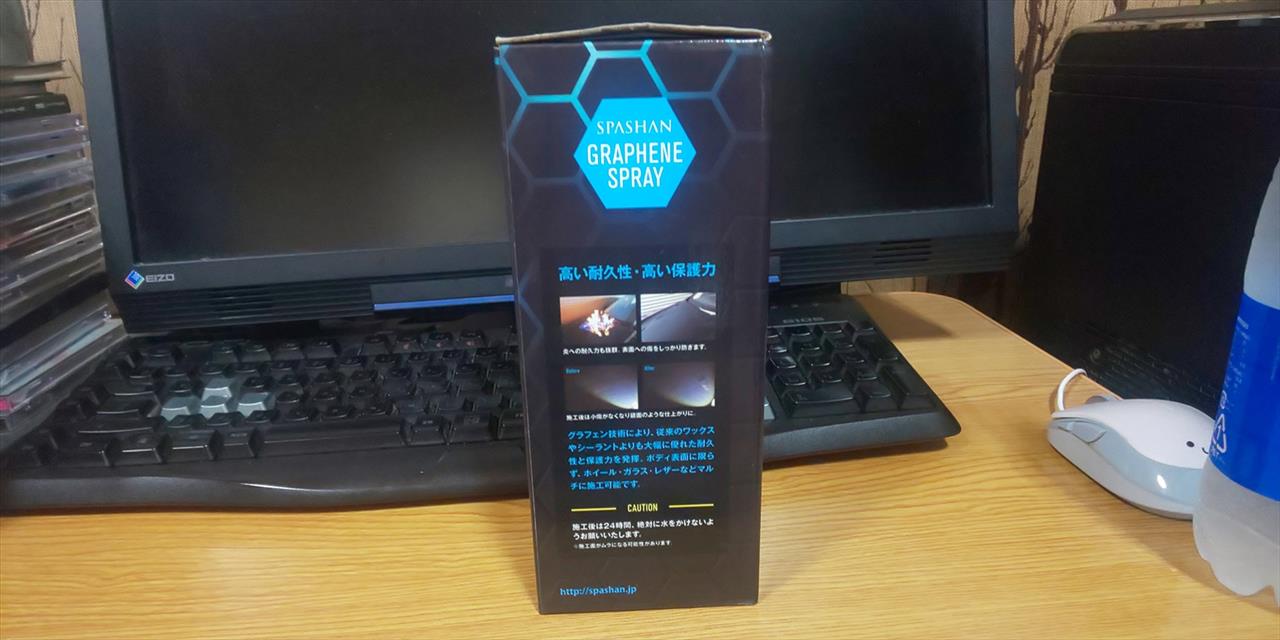 SPASHAN
GRAPHENE
SPRAY
高い耐久性・高い保護力
炎への耐久力も抜群。表面への傷をしっかり防ぎます。
Before
After
施工後は小傷がなくなり鏡面のような仕上がりに。
グラフェン技術により、従来のワックス
やシーラントよりも大幅に優れた耐久
性と保護力を発揮。ボディ表面に限ら
ず、ホイール・ガラス・レザーなどマル
チに施工可能です。
CAUTION
施工後は24時間、絶対に水をかけないよ
うお願いいたします。
※施工面がムラになる可能性があります
http://spashan.jp
EIZO
G105